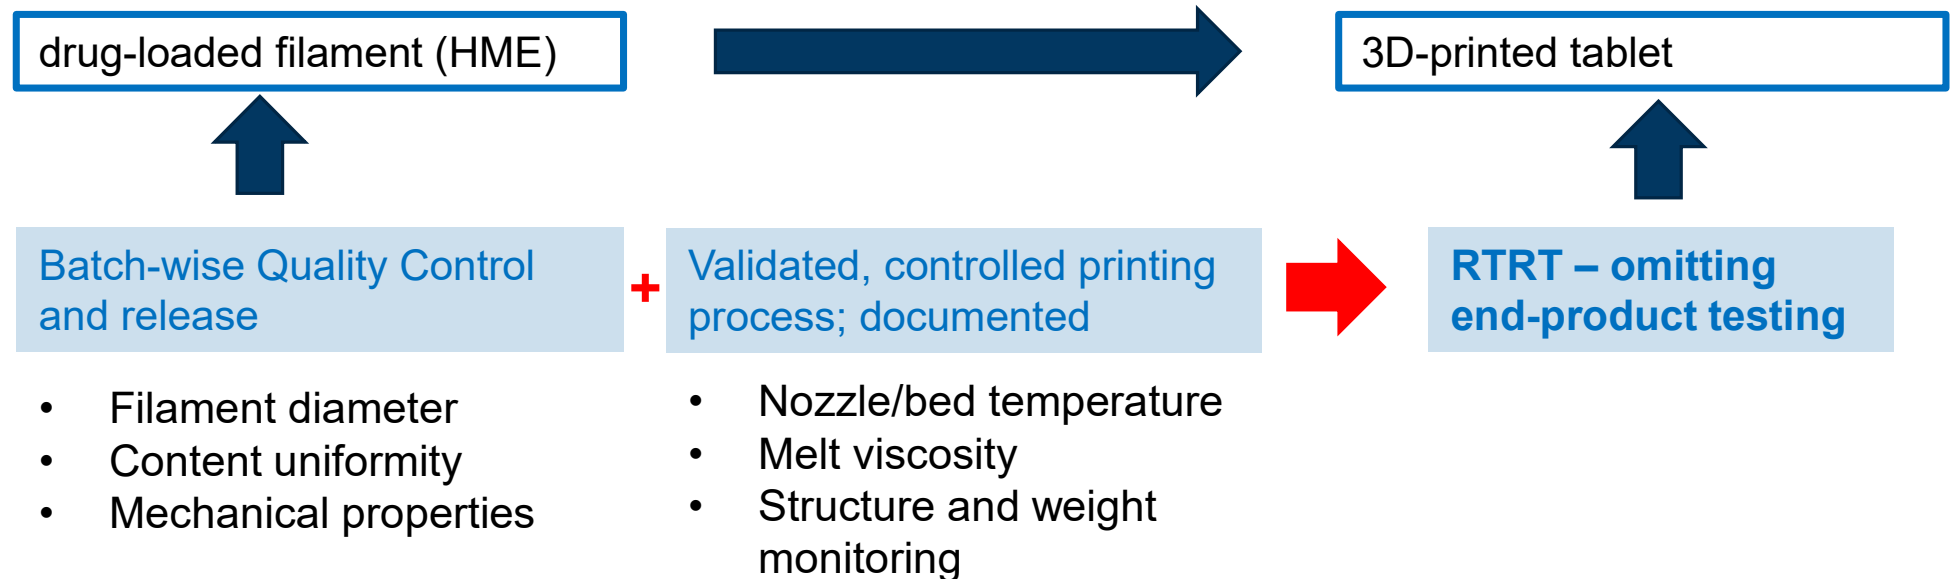 drug-loaded filament (HME)
3D-printed tablet
Batch-wise Quality Control
and release
+
Validated, controlled printing
process; documented
RTRT – omitting
end-product testing
• Filament diameter
• Content uniformity
• Mechanical properties
• Nozzle/bed temperature
• Melt viscosity
• Structure and weight
monitoring